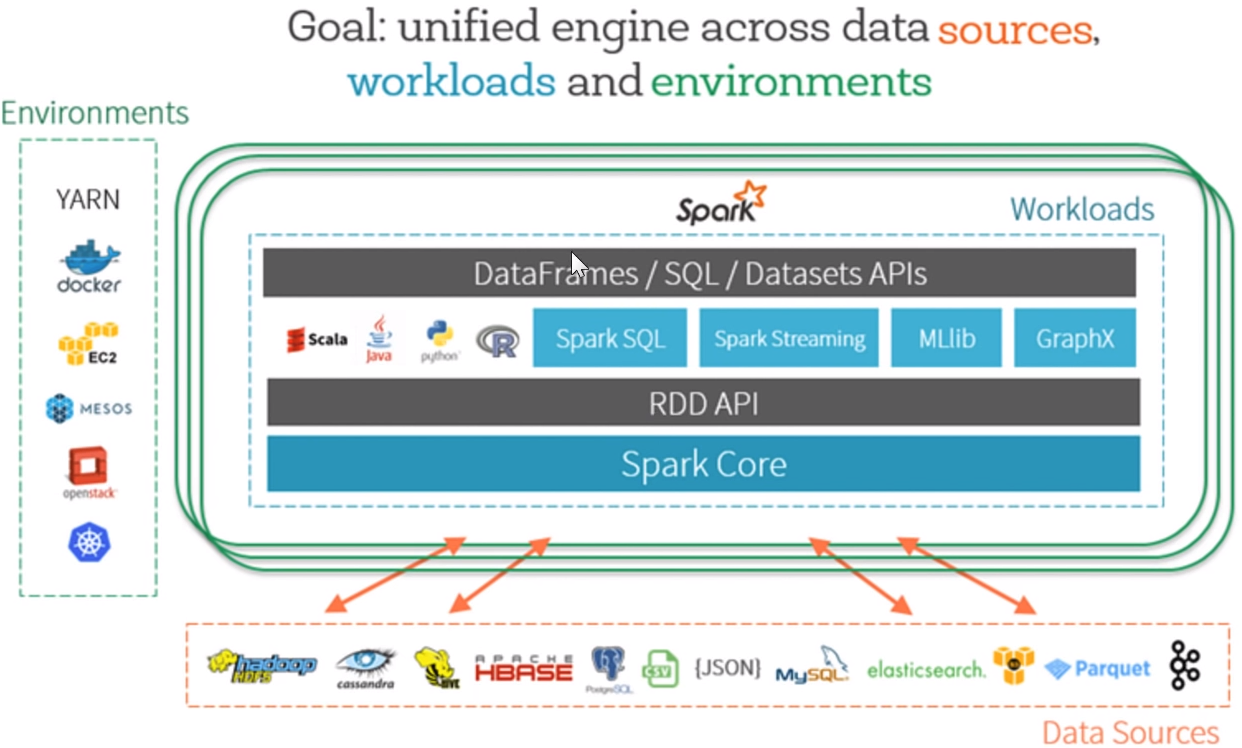 Goal: unified engine across data sources,
workloads and environments
Environments
YARN
docker
EC2
MESOS
openstack
Spark
Workloads
DataFrames / SQL / Datasets APIs
Scala
Java
python
R
Spark SQL
Spark Streaming
MLlib
GraphX
RDD API
Spark Core
hadoop
HDFS
cassandra
HIVE
APACHE
HBASE
PostgreSQL
CSV
{JSON}
MySQL
elasticsearch.
Parquet
Data Sources